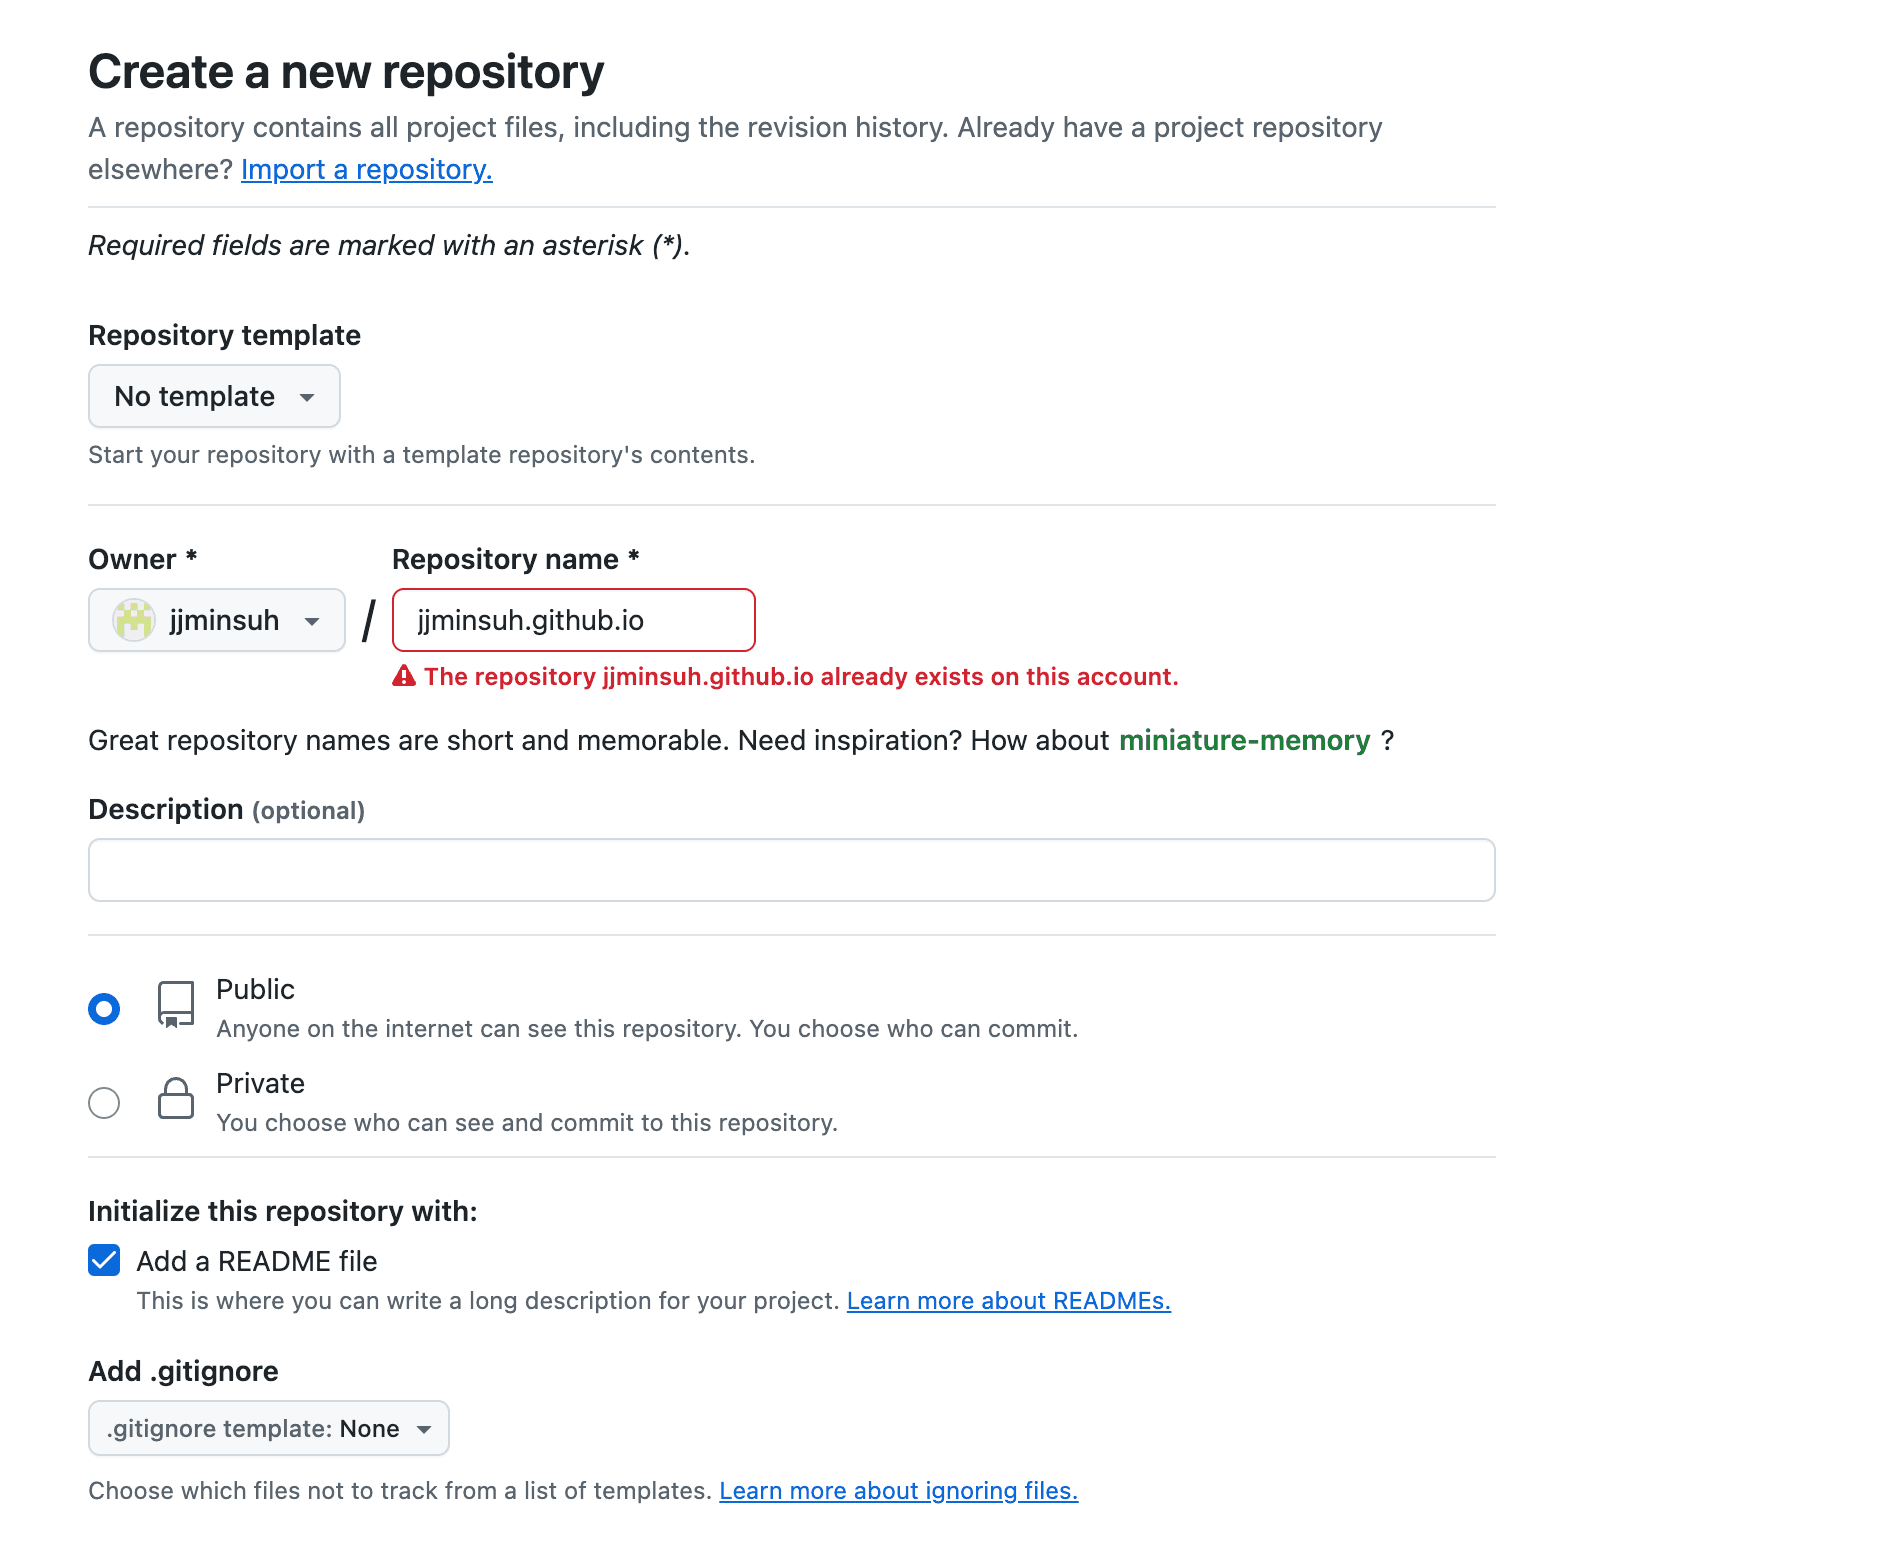 Create a new repository
A repository contains all project files, including the revision history. Already have a project repository
elsewhere? Import a repository.
Required fields are marked with an asterisk (*).
Repository template
No template
Start your repository with a template repository's contents.
Owner *
Repository name *
jjminsuh / jjminsuh.github.io
The repository jjminsuh.github.io already exists on this account.
Great repository names are short and memorable. Need inspiration? How about miniature-memory ?
Description (optional)
Public
Anyone on the internet can see this repository. You choose who can commit.
Private
You choose who can see and commit to this repository.
Initialize this repository with:
Add a README file
This is where you can write a long description for your project. Learn more about READMEs.
Add .gitignore
.gitignore template: None
Choose which files not to track from a list of templates. Learn more about ignoring files.